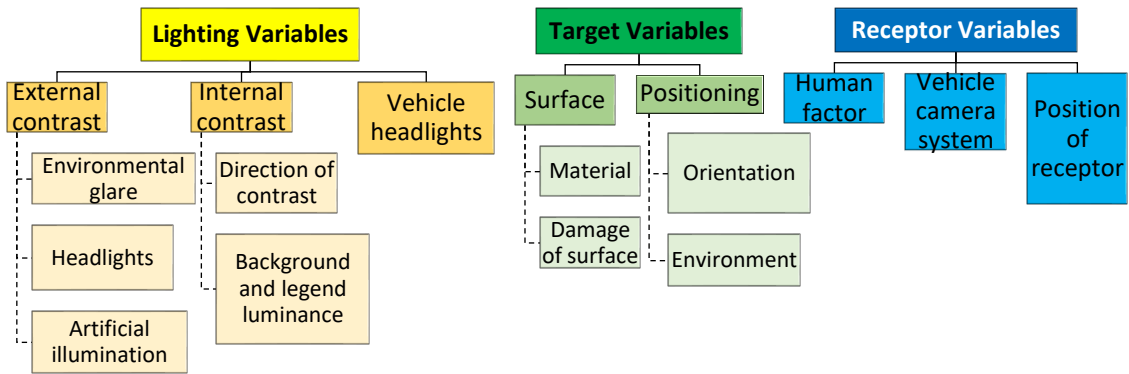 Lighting Variables
External
contrast
Environmental
glare
Headlights
Artificial
illumination
Internal
contrast
Direction of
contrast
Background
and legend
luminance
Vehicle
headlights
Target Variables
Surface
Material
Damage
of surface
Positioning
Orientation
Environment
Receptor Variables
Human
factor
Vehicle
camera
system
Position
of
receptor